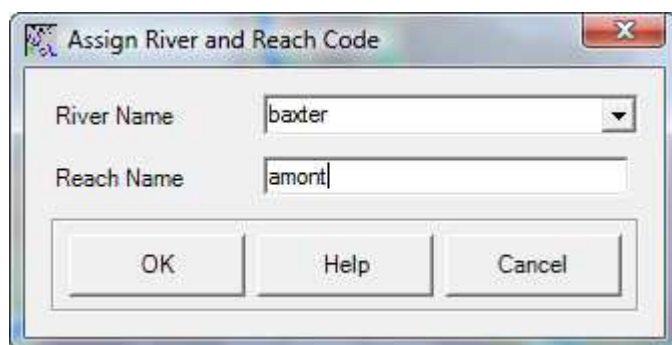 Assign River and Reach Code
River Name baxter
Reach Name amont
OK Help Cancel